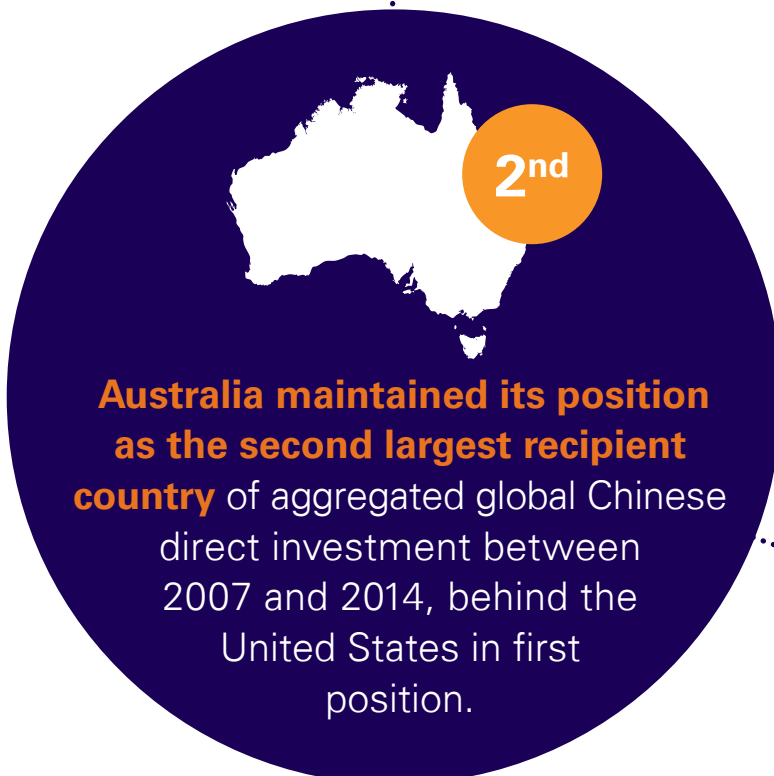 2nd
Australia maintained its position
as the second largest recipient
country of aggregated global Chinese
direct investment between
2007 and 2014, behind the
United States in first
position.